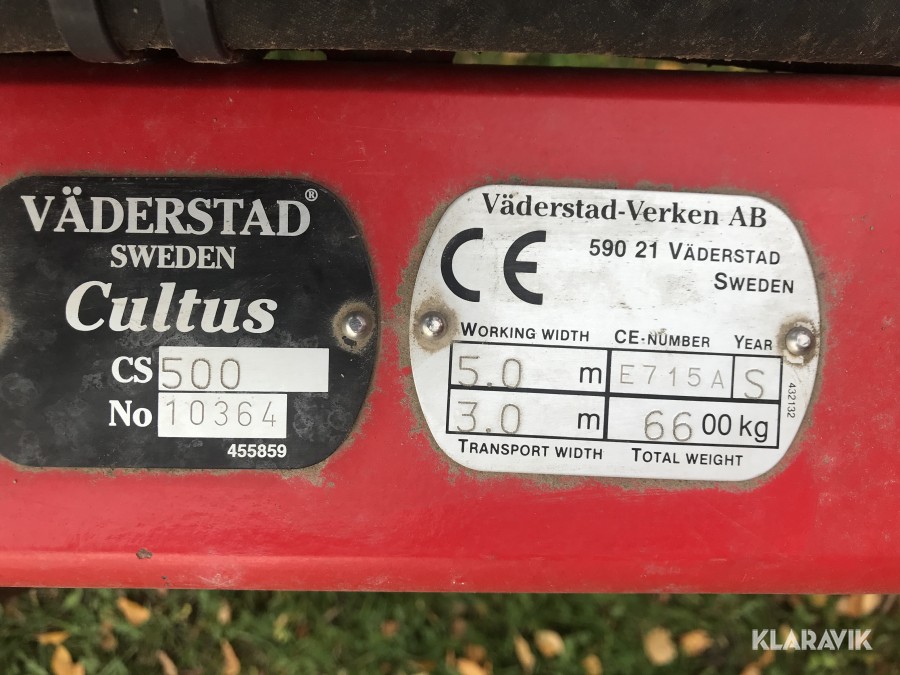 VÄDERSTAD®
SWEDEN
Cultus
CS 500
No 10364
455859
Väderstad-Verken AB
CE
590 21 VÄDERSTAD
SWEDEN
WORKING WIDTH CE-NUMBER YEAR
5.0 m E715A S
3.0 m 6600 kg
TRANSPORT WIDTH TOTAL WEIGHT
432132
KLARAVIK